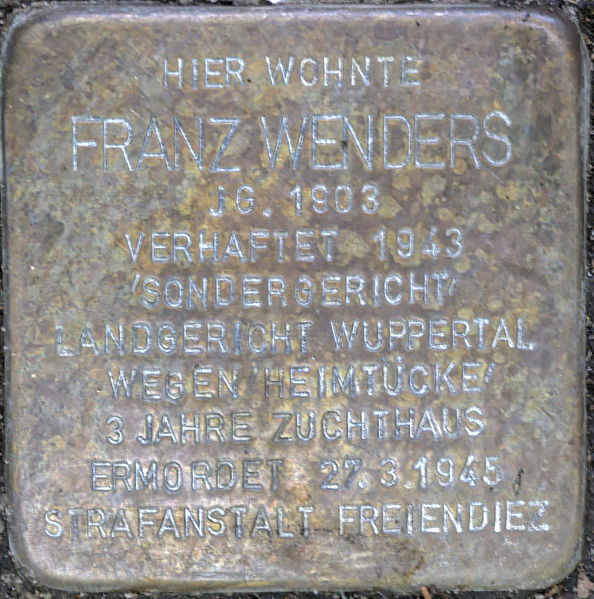 HIER WOHNTE
FRANZ WENDERS
JG. 1903
VERHAFTET 1943
'SONDERGERICHT'
LANDGERICHT WUPPERTAL
WEGEN 'HEIMTÜCKE'
3 JAHRE ZUCHTHAUS
ERMORDET 27.3.1945
STRAFANSTALT FREIENDIEZ